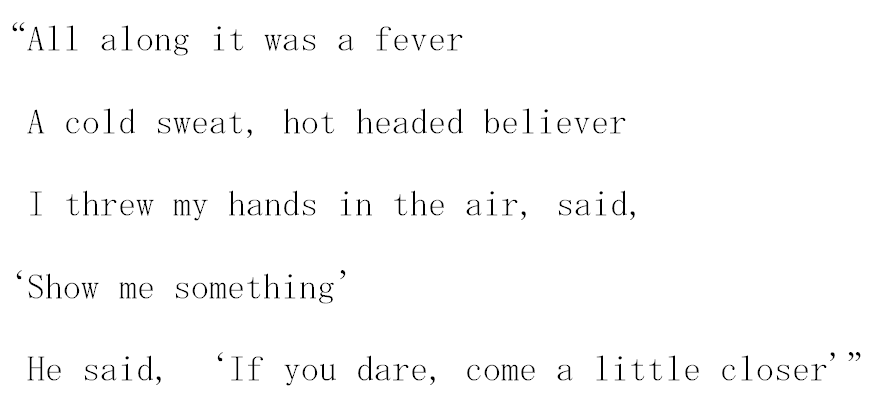 “All along it was a fever
A cold sweat, hot headed believer
I threw my hands in the air, said,
‘Show me something’
He said, ‘If you dare, come a little closer’”